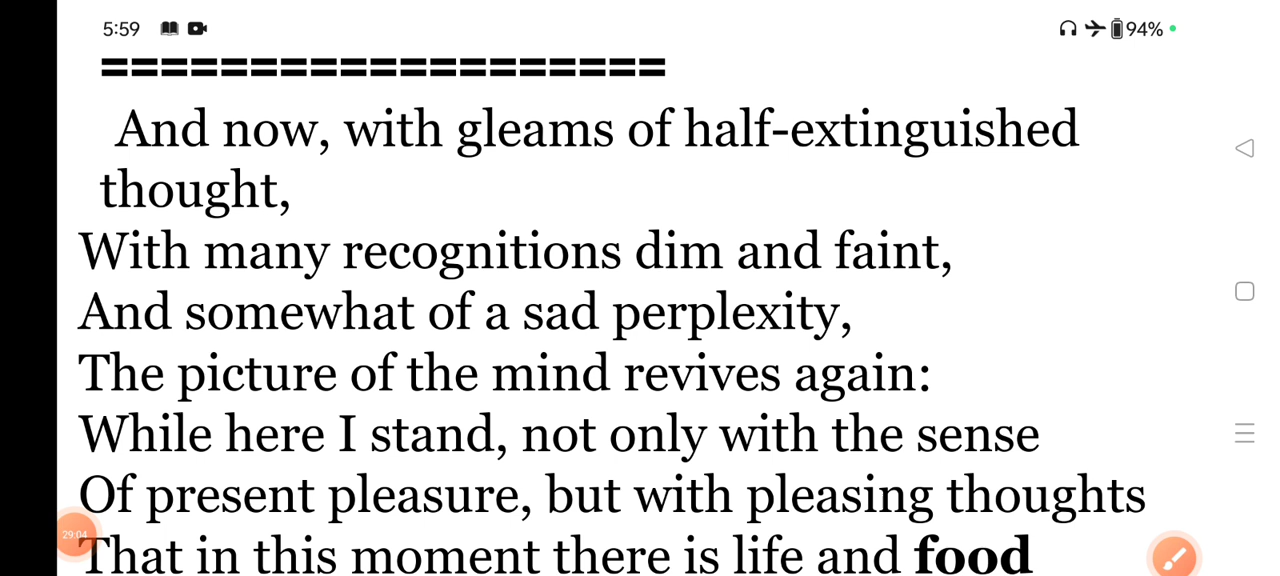 5:59 94%
====================
And now, with gleams of half-extinguished
thought,
With many recognitions dim and faint,
And somewhat of a sad perplexity,
The picture of the mind revives again:
While here I stand, not only with the sense
Of present pleasure, but with pleasing thoughts
29:04
That in this moment there is life and food